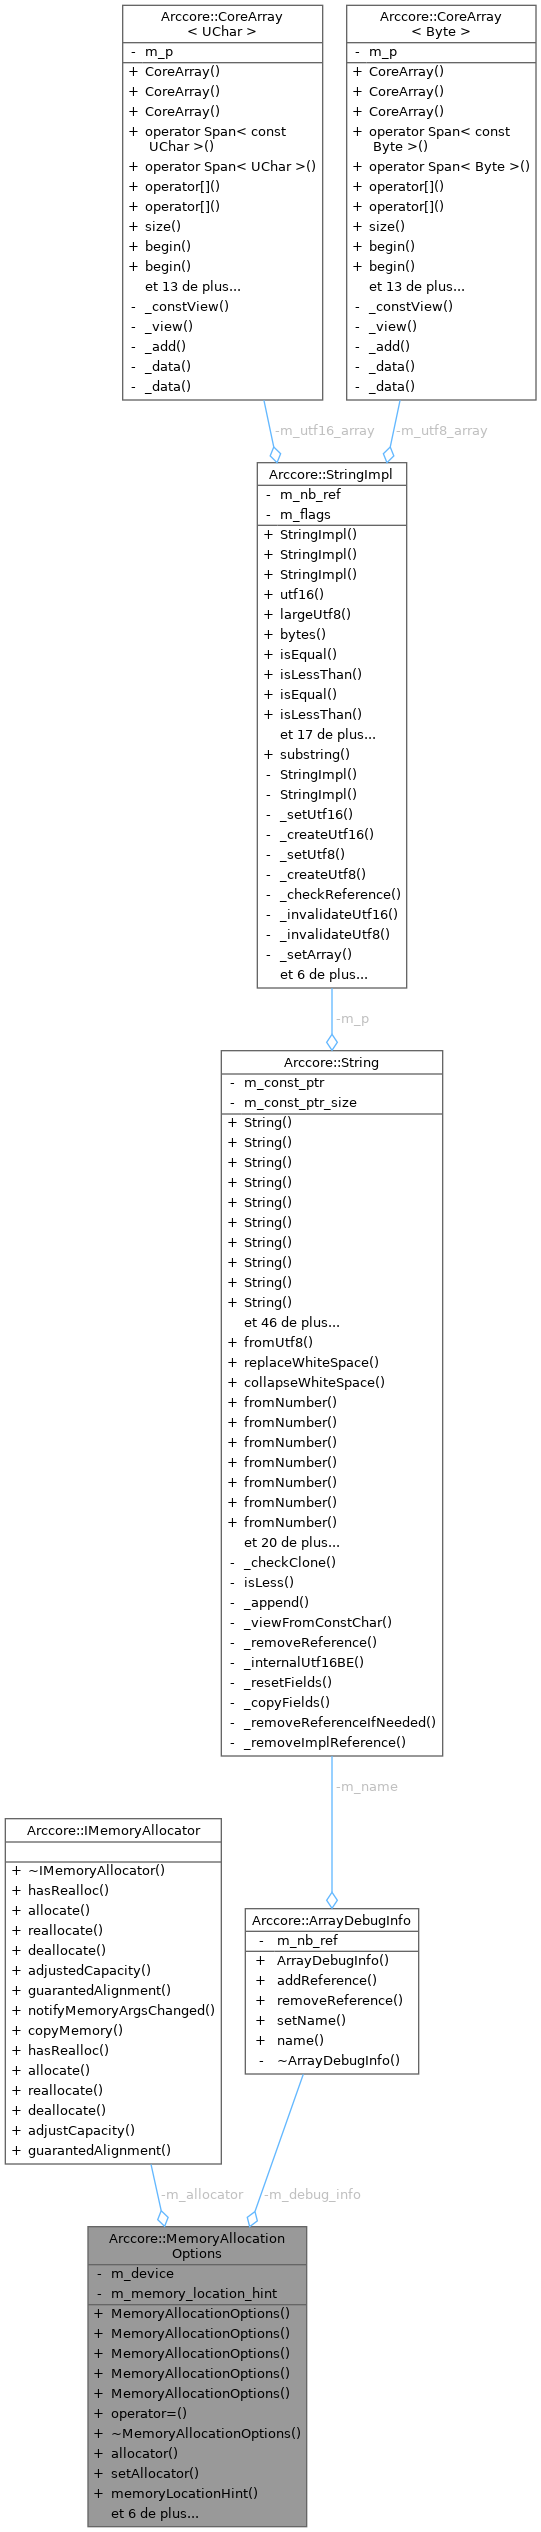 Arccore::CoreArray
< UChar >
- m_p
+ CoreArray()
+ CoreArray()
+ CoreArray()
+ operator Span< const
UChar >()
+ operator Span< UChar >()
+ operator[]()
+ operator[]()
+ size()
+ begin()
+ begin()
et 13 de plus...
- _constView()
- _view()
- _add()
- _data()
- _data()
Arccore::CoreArray
< Byte >
- m_p
+ CoreArray()
+ CoreArray()
+ CoreArray()
+ operator Span< const
Byte >()
+ operator Span< Byte >()
+ operator[]()
+ operator[]()
+ size()
+ begin()
+ begin()
et 13 de plus...
- _constView()
- _view()
- _add()
- _data()
- _data()
-m_utf16_array
-m_utf8_array
Arccore::StringImpl
- m_nb_ref
- m_flags
+ StringImpl()
+ StringImpl()
+ StringImpl()
+ utf16()
+ largeUtf8()
+ bytes()
+ isEqual()
+ isLessThan()
+ isEqual()
+ isLessThan()
et 17 de plus...
+ substring()
- StringImpl()
- StringImpl()
- _setUtf16()
- _createUtf16()
- _setUtf8()
- _createUtf8()
- _checkReference()
- _invalidateUtf16()
- _invalidateUtf8()
- _setArray()
et 6 de plus...
-m_p
Arccore::String
- m_const_ptr
- m_const_ptr_size
+ String()
+ String()
+ String()
+ String()
+ String()
+ String()
+ String()
+ String()
+ String()
+ String()
et 46 de plus...
+ fromUtf8()
+ replaceWhiteSpace()
+ collapseWhiteSpace()
+ fromNumber()
+ fromNumber()
+ fromNumber()
+ fromNumber()
+ fromNumber()
+ fromNumber()
+ fromNumber()
et 20 de plus...
- _checkClone()
- isLess()
- _append()
- _viewFromConstChar()
- _removeReference()
- _internalUtf16BE()
- _resetFields()
- _copyFields()
- _removeReferenceIfNeeded()
- _removeImplReference()
-m_name
Arccore::IMemoryAllocator
+ ~IMemoryAllocator()
+ hasRealloc()
+ allocate()
+ reallocate()
+ deallocate()
+ adjustedCapacity()
+ guarantedAlignment()
+ notifyMemoryArgsChanged()
+ copyMemory()
+ hasRealloc()
+ allocate()
+ reallocate()
+ deallocate()
+ adjustCapacity()
+ guarantedAlignment()
Arccore::ArrayDebugInfo
- m_nb_ref
+ ArrayDebugInfo()
+ addReference()
+ removeReference()
+ setName()
+ name()
- ~ArrayDebugInfo()
-m_allocator
-m_debug_info
Arccore::MemoryAllocation
Options
- m_device
- m_memory_location_hint
+ MemoryAllocationOptions()
+ MemoryAllocationOptions()
+ MemoryAllocationOptions()
+ MemoryAllocationOptions()
+ MemoryAllocationOptions()
+ operator=()
+ ~MemoryAllocationOptions()
+ allocator()
+ setAllocator()
+ memoryLocationHint()
et 6 de plus...